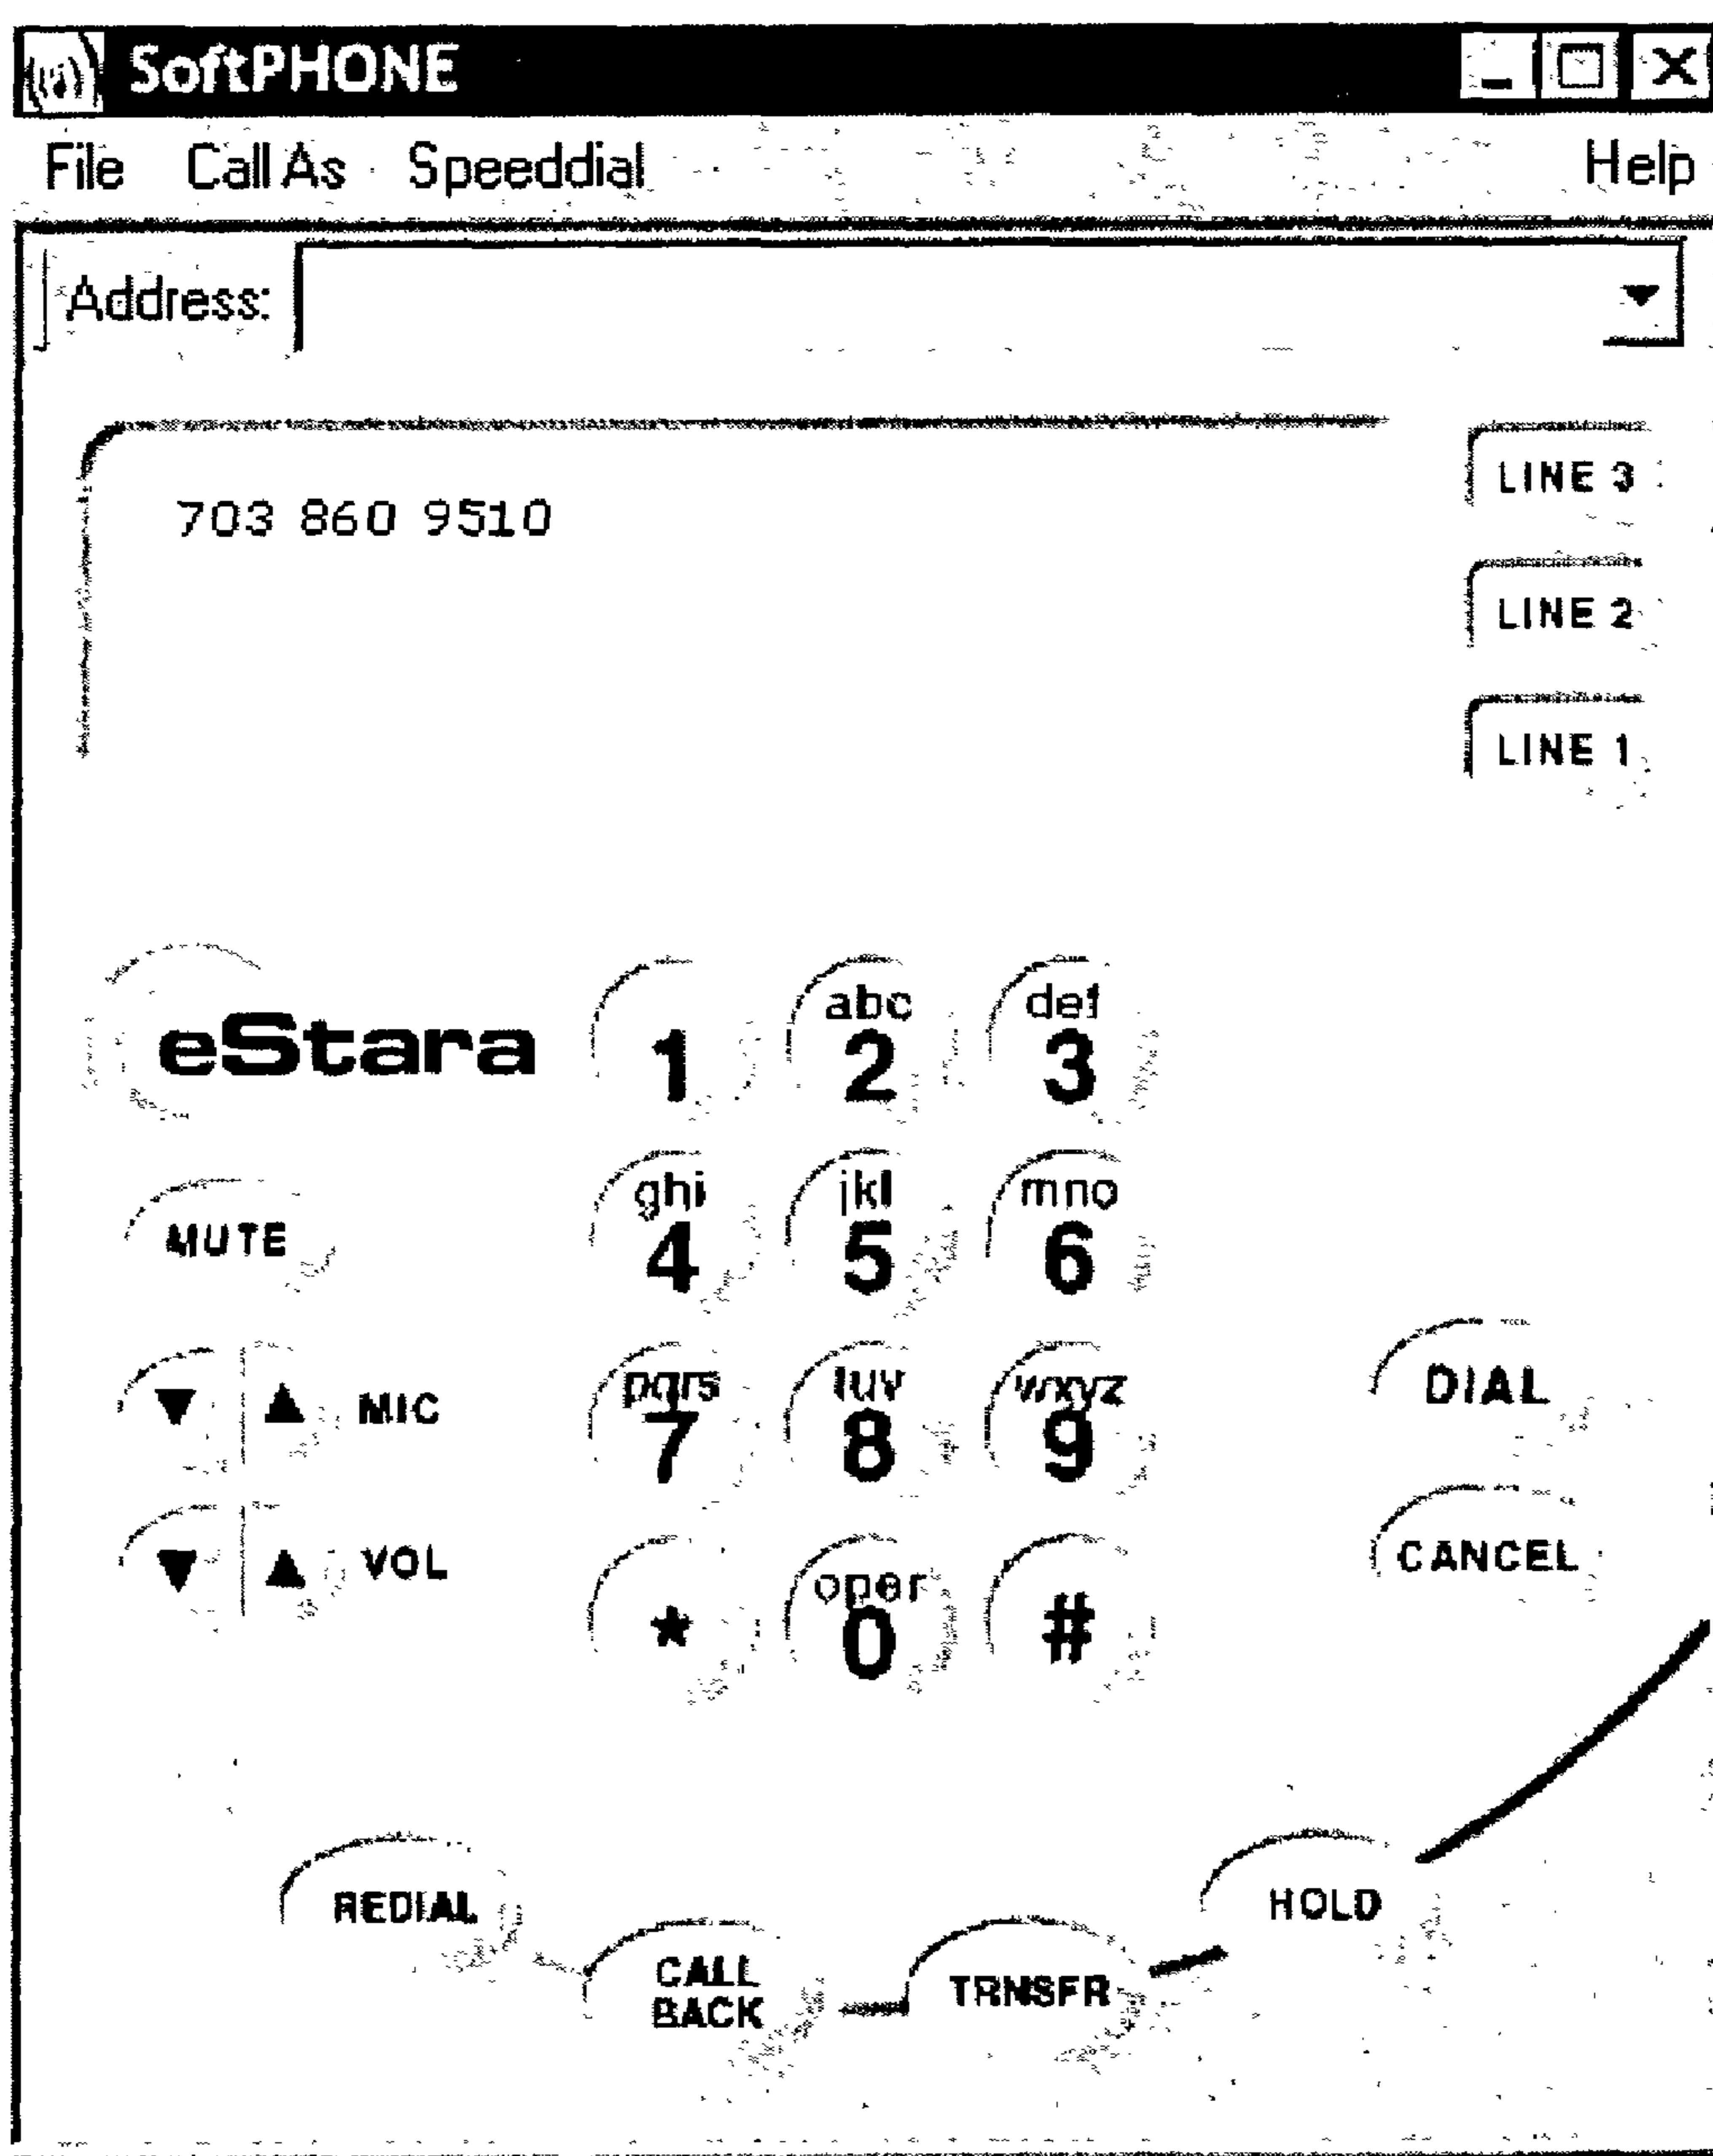 SoftPHONE
File Call As Speeddial Help
Address:
703 860 9510
LINE 3
LINE 2
LINE 1
eStara
1
abc
2
def
3
MUTE
ghi
4
jkl
5
mno
6
MIC
pqrs
7
tuv
8
wxyz
9
DIAL
VOL
*
oper
0
#
CANCEL
REDIAL
CALL
BACK
TRNSFR
HOLD